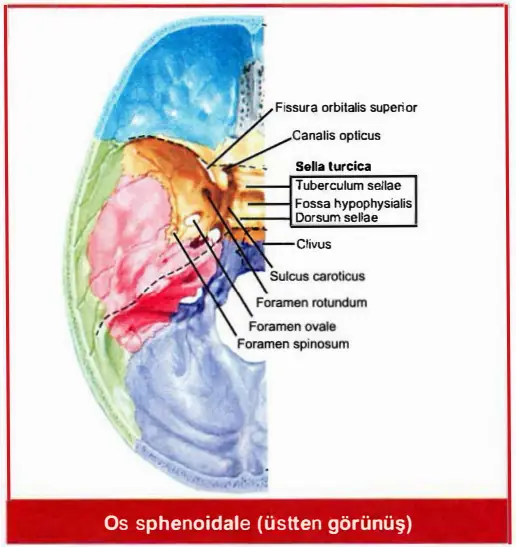 Fissura orbitalis superior
Canalis opticus
Sella turcica
Tuberculum sellae
Fossa hypophysialis
Dorsum sellae
Clivus
Sulcus caroticus
Foramen rotundum
Foramen ovale
Foramen spinosum
Os sphenoidale (üstten görünüş)